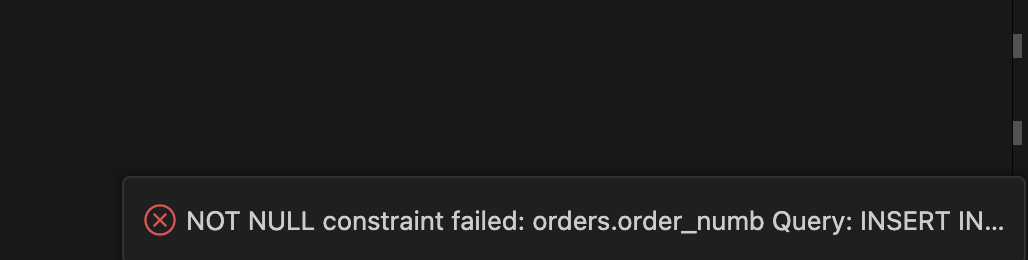 NOT NULL constraint failed: orders.order_numb Query: INSERT IN...